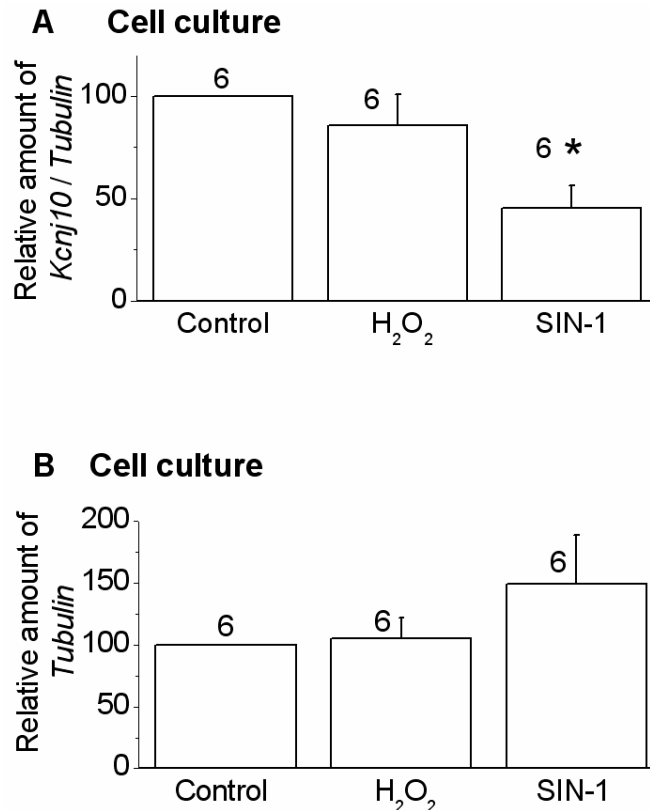 A Cell culture
Relative amount of
Kcnj10 / Tubulin
100
50
0
6
6
6 *
Control
H₂O₂
SIN-1
B Cell culture
Relative amount of
Tubulin
200
150
100
50
0
6
6
6
Control
H₂O₂
SIN-1